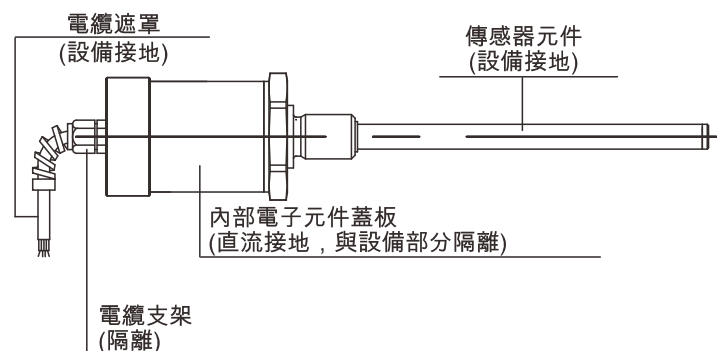 電纜遮罩
(設備接地)
傳感器元件
(設備接地)
內部電子元件蓋板
(直流接地，與設備部分隔離)
電纜支架
(隔離)